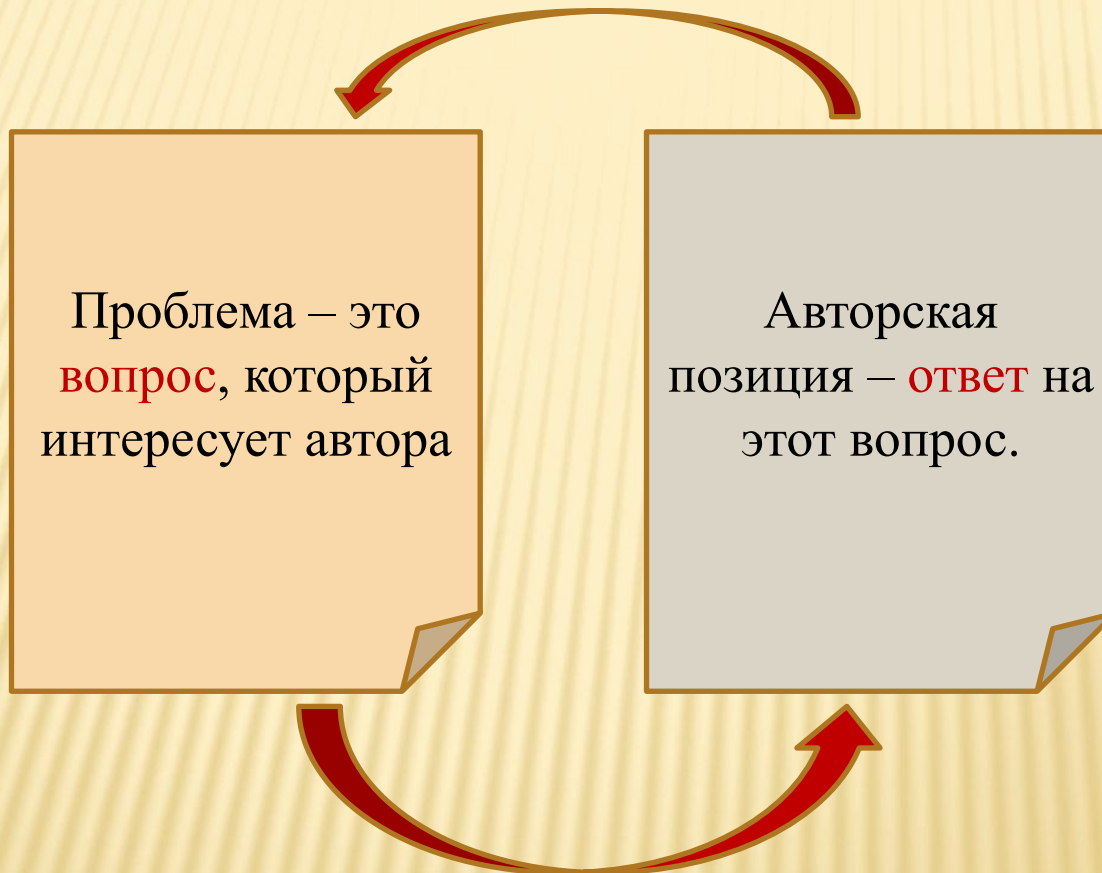 Проблема – это
вопрос, который
интересует автора
Авторская
позиция – ответ на
этот вопрос.